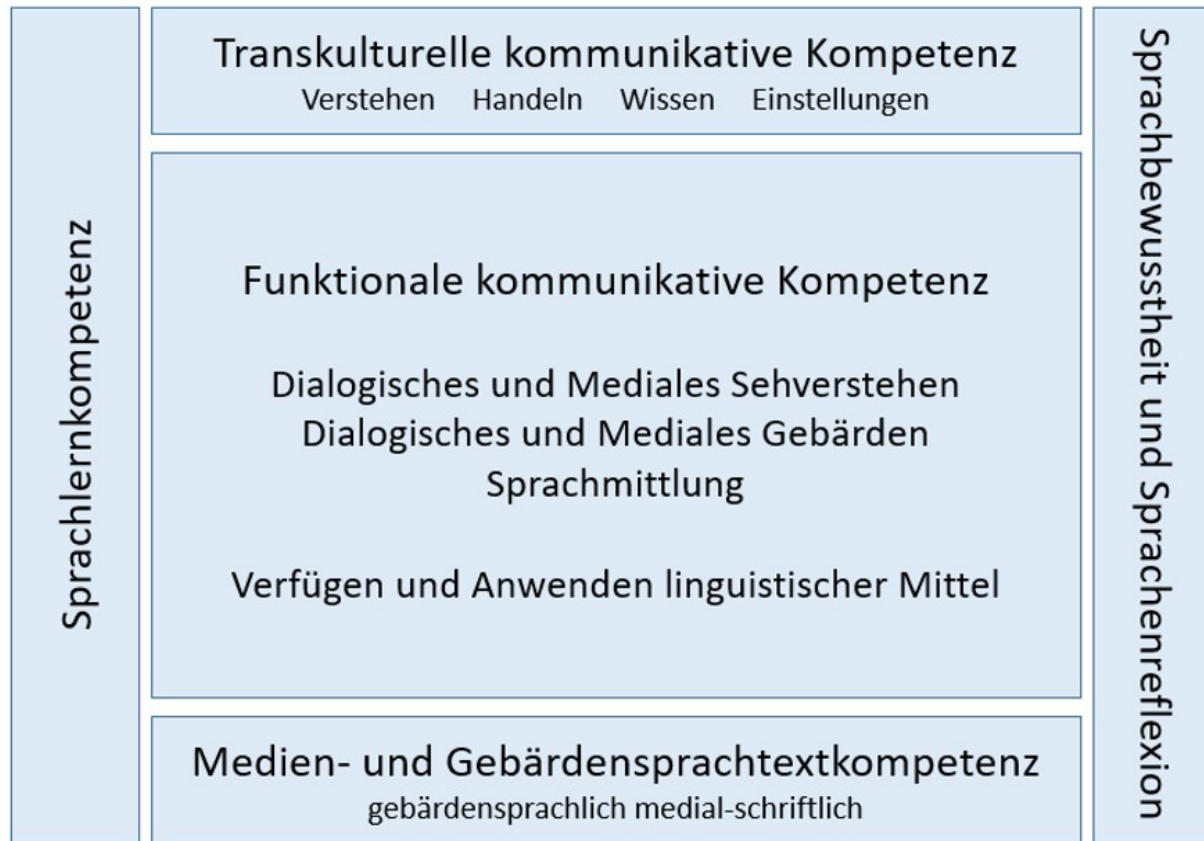 Sprachlernkompetenz
Transkulturelle kommunikative Kompetenz
Verstehen Handeln Wissen Einstellungen
Funktionale kommunikative Kompetenz
Dialogisches und Mediales Sehverstehen
Dialogisches und Mediales Gebärden
Sprachmittlung
Verfügen und Anwenden linguistischer Mittel
Medien- und Gebärdensprachtextkompetenz
gebärdensprachlich medial-schriftlich
Sprachbewusstheit und Sprachenreflexion